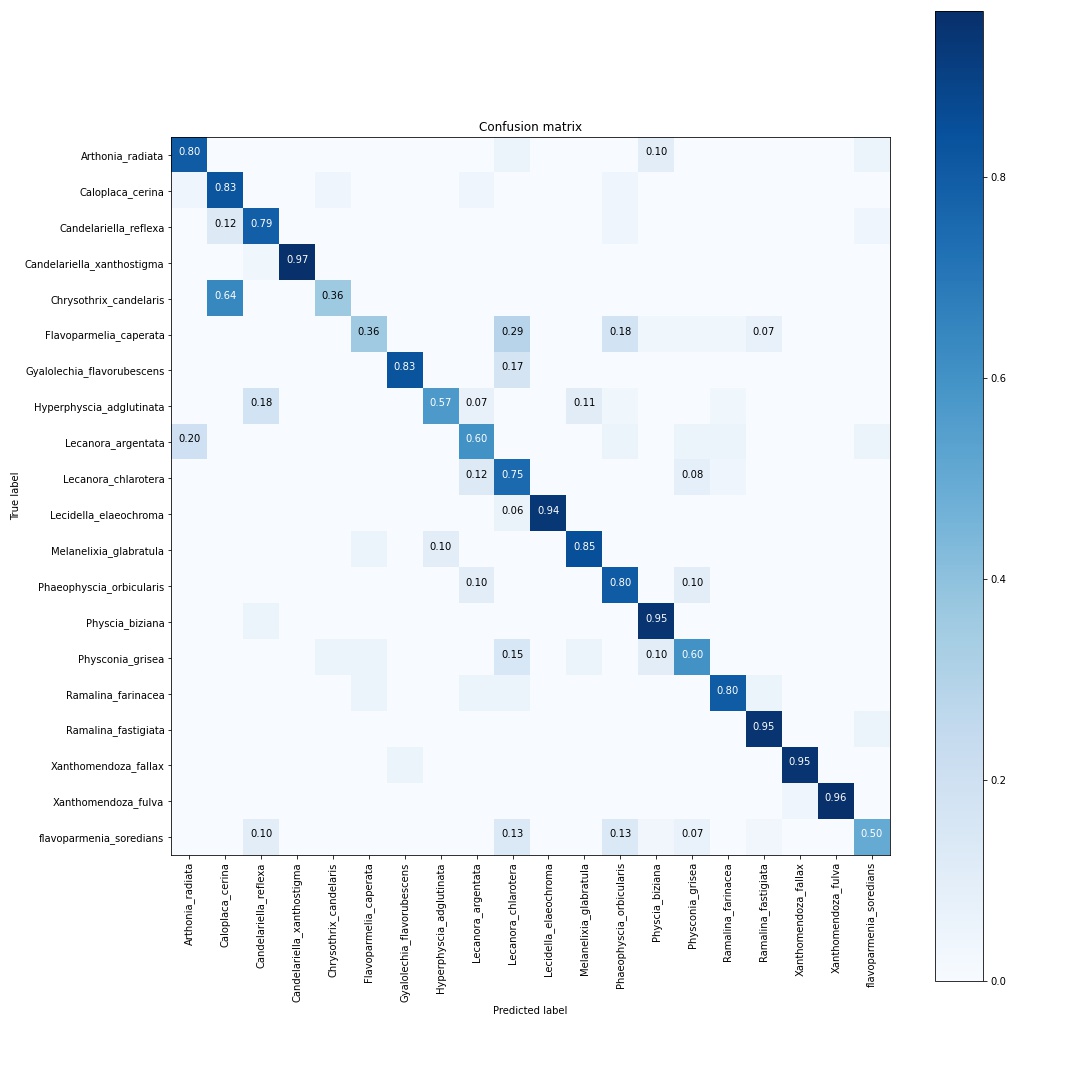 Confusion matrix
Arthonia_radiata 0.80 0.10
Caloplaca_cerina 0.83
Candelariella_reflexa 0.12 0.79
Candelariella_xanthostigma 0.97
Chrysothrix_candelaris 0.64 0.36
Flavoparmelia_caperata 0.36 0.29 0.18 0.07
Gyalolechia_flavorubescens 0.83 0.17
Hyperphyscia_adglutinata 0.18 0.57 0.07 0.11
Lecanora_argentata 0.20 0.60
Lecanora_chlarotera 0.12 0.75 0.08
Lecidella_elaeochroma 0.06 0.94
Melanelixia_glabratula 0.10 0.85
Phaeophyscia_orbicularis 0.10 0.80 0.10
Physcia_biziana 0.95
Physconia_grisea 0.15 0.10 0.60
Ramalina_farinacea 0.80
Ramalina_fastigiata 0.95
Xanthomendoza_fallax 0.95
Xanthomendoza_fulva 0.96
flavoparmenia_soredians 0.10 0.13 0.13 0.07 0.50
True label
Arthonia_radiata
Caloplaca_cerina
Candelariella_reflexa
Candelariella_xanthostigma
Chrysothrix_candelaris
Flavoparmelia_caperata
Gyalolechia_flavorubescens
Hyperphyscia_adglutinata
Lecanora_argentata
Lecanora_chlarotera
Lecidella_elaeochroma
Melanelixia_glabratula
Phaeophyscia_orbicularis
Physcia_biziana
Physconia_grisea
Ramalina_farinacea
Ramalina_fastigiata
Xanthomendoza_fallax
Xanthomendoza_fulva
flavoparmenia_soredians
Predicted label
0.8
0.6
0.4
0.2
0.0